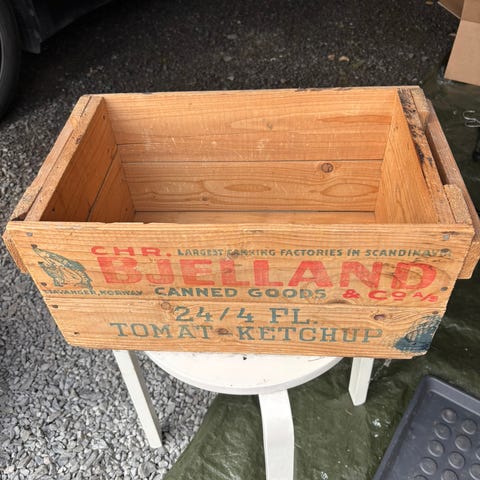 CHR. LARGEST CANNING FACTORIES IN SCANDINAVIA
BJELLAND
STAVANGER, NORWAY. CANNED GOODS & CO A/S
24/4 FL.
TOMAT-KETCHUP